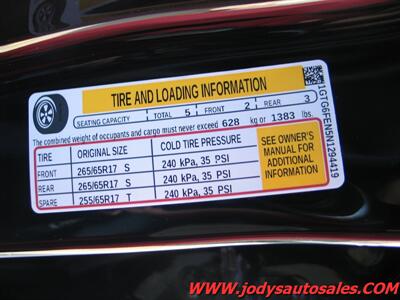 TIRE AND LOADING INFORMATION
SEATING CAPACITY TOTAL 5 FRONT 2 REAR 3
The combined weight of occupants and cargo must never exceed 628 kg or 1383 lbs.
TIRE ORIGINAL SIZE COLD TIRE PRESSURE
FRONT 265/65R17 S 240 kPa, 35 PSI
REAR 265/65R17 S 240 kPa, 35 PSI
SPARE 255/65R17 T 240 kPa, 35 PSI
SEE OWNER'S
MANUAL FOR
ADDITIONAL
INFORMATION
1GTG6FEN5N1294419
www.jodysautosales.COM